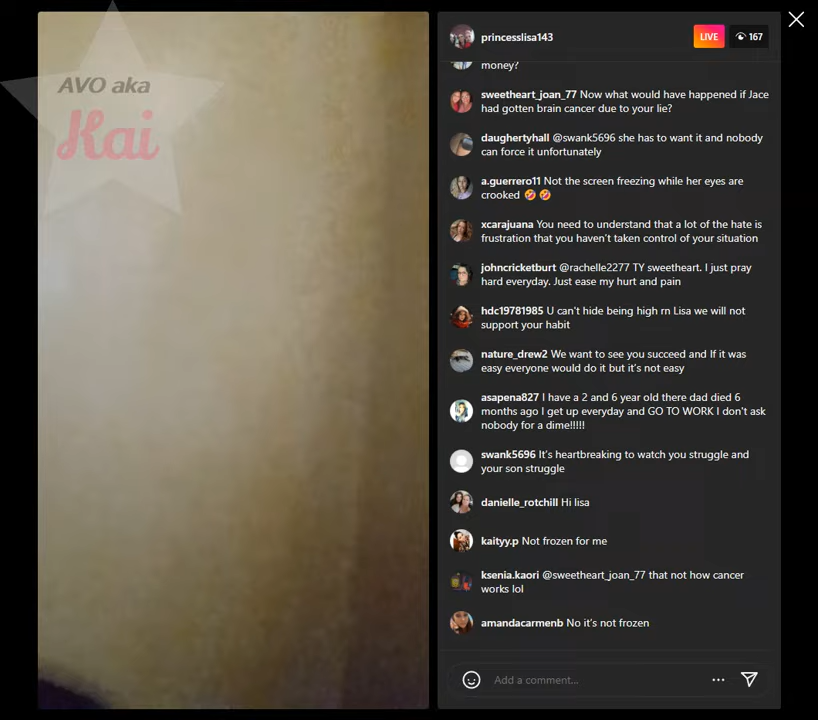 AVO aka
Kai
princesslisa143
LIVE
167
money?
sweetheart_joan_77 Now what would have happened if Jace
had gotten brain cancer due to your lie?
daughertyhall @swank5696 she has to want it and nobody
can force it unfortunately
a.guerrero11 Not the screen freezing while her eyes are
crooked 🤣 🤣
xcarajuana You need to understand that a lot of the hate is
frustration that you haven't taken control of your situation
johncricketburt @rachelle2277 TY sweetheart. I just pray
hard everyday. Just ease my hurt and pain
hdc19781985 U can't hide being high rn Lisa we will not
support your habit
nature_drew2 We want to see you succeed and If it was
easy everyone would do it but it's not easy
asapena827 I have a 2 and 6 year old there dad died 6
months ago I get up everyday and GO TO WORK I don't ask
nobody for a dime!!!!!
swank5696 It's heartbreaking to watch you struggle and
your son struggle
danielle_rotchill Hi lisa
kaityy.p Not frozen for me
ksenia.kaori @sweetheart_joan_77 that not how cancer
works lol
amandacarmenb No it's not frozen
Add a comment...